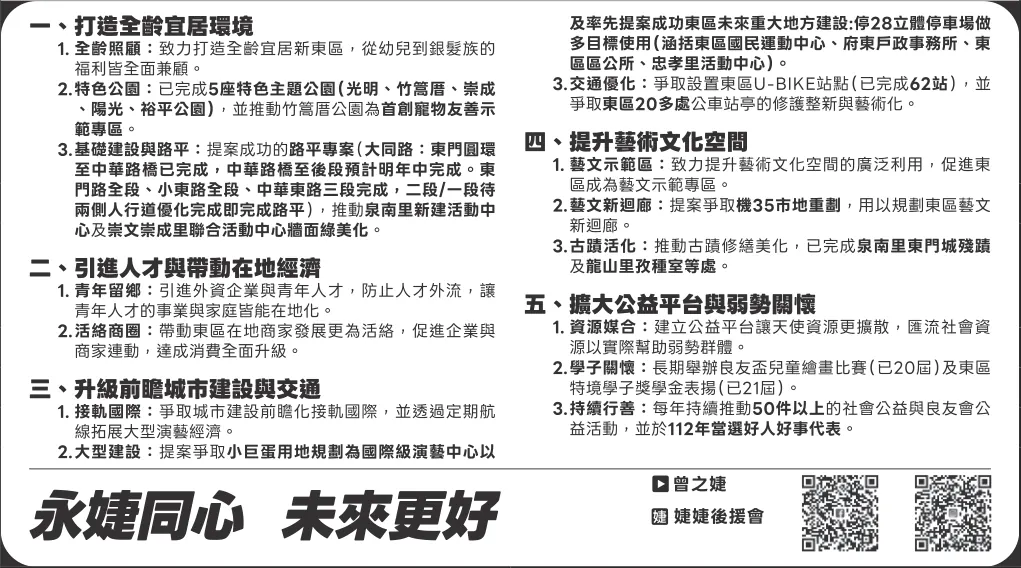 一、打造全齡宜居環境
1. 全齡照顧：致力打造全齡宜居新東區，從幼兒到銀髮族的
福利皆全面兼顧。
2. 特色公園：已完成5座特色主題公園(光明、竹篙厝、崇成
、陽光、裕平公園)，並推動竹篙厝公園為首創寵物友善示
範專區。
3. 基礎建設與路平：提案成功的路平專案(大同路：東門圓環
至中華路橋已完成，中華路橋至後段預計明年中完成。東
門路全段、小東路全段、中華東路三段完成，二段/一段待
兩側人行道優化完成即完成路平)，推動泉南里新建活動中
心及崇文崇成里聯合活動中心牆面綠美化。
二、引進人才與帶動在地經濟
1. 青年留鄉：引進外資企業與青年人才，防止人才外流，讓
青年人才的事業與家庭皆能在地化。
2. 活絡商圈：帶動東區在地商家發展更為活絡，促進企業與
商家連動，達成消費全面升級。
三、升級前瞻城市建設與交通
1. 接軌國際：爭取城市建設前瞻化接軌國際，並透過定期航
線拓展大型演藝經濟。
2. 大型建設：提案爭取小巨蛋用地規劃為國際級演藝中心以
及率先提案成功東區未來重大地方建設:停28立體停車場做
多目標使用(涵括東區國民運動中心、府東戶政事務所、東
區區公所、忠孝里活動中心)。
3. 交通優化：爭取設置東區U-BIKE站點(已完成62站)，並
爭取東區20多處公車站亭的修護整新與藝術化。
四、提升藝術文化空間
1. 藝文示範區：致力提升藝術文化空間的廣泛利用，促進東
區成為藝文示範專區。
2. 藝文新迴廊：提案爭取機35市地重劃，用以規劃東區藝文
新迴廊。
3. 古蹟活化：推動古蹟修繕美化，已完成泉南里東門城殘蹟
及龍山里孜種室等處。
五、擴大公益平台與弱勢關懷
1. 資源媒合：建立公益平台讓天使資源更擴散，匯流社會資
源以實際幫助弱勢群體。
2. 學子關懷：長期舉辦良友盃兒童繪畫比賽(已20屆)及東區
特境學子獎學金表揚(已21屆)。
3. 持續行善：每年持續推動50件以上的社會公益與良友會公
益活動，並於112年當選好人好事代表。
永婕同心 未來更好
曾之婕
婕 婕婕後援會